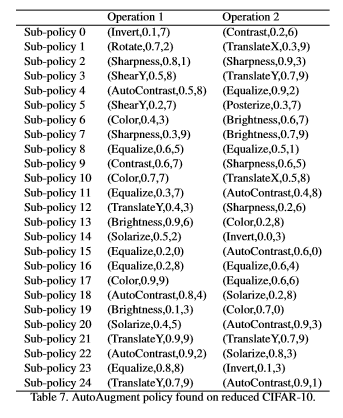 Operation 1 Operation 2
Sub-policy 0 (Invert,0.1,7) (Contrast,0.2,6)
Sub-policy 1 (Rotate,0.7,2) (TranslateX,0.3,9)
Sub-policy 2 (Sharpness,0.8,1) (Sharpness,0.9,3)
Sub-policy 3 (ShearY,0.5,8) (TranslateY,0.7,9)
Sub-policy 4 (AutoContrast,0.5,8) (Equalize,0.9,2)
Sub-policy 5 (ShearY,0.2,7) (Posterize,0.3,7)
Sub-policy 6 (Color,0.4,3) (Brightness,0.6,7)
Sub-policy 7 (Sharpness,0.3,9) (Brightness,0.7,9)
Sub-policy 8 (Equalize,0.6,5) (Equalize,0.5,1)
Sub-policy 9 (Contrast,0.6,7) (Sharpness,0.6,5)
Sub-policy 10 (Color,0.7,7) (TranslateX,0.5,8)
Sub-policy 11 (Equalize,0.3,7) (AutoContrast,0.4,8)
Sub-policy 12 (TranslateY,0.4,3) (Sharpness,0.2,6)
Sub-policy 13 (Brightness,0.9,6) (Color,0.2,8)
Sub-policy 14 (Solarize,0.5,2) (Invert,0.0,3)
Sub-policy 15 (Equalize,0.2,0) (AutoContrast,0.6,0)
Sub-policy 16 (Equalize,0.2,8) (Equalize,0.6,4)
Sub-policy 17 (Color,0.9,9) (Equalize,0.6,6)
Sub-policy 18 (AutoContrast,0.8,4) (Solarize,0.2,8)
Sub-policy 19 (Brightness,0.1,3) (Color,0.7,0)
Sub-policy 20 (Solarize,0.4,5) (AutoContrast,0.9,3)
Sub-policy 21 (TranslateY,0.9,9) (TranslateY,0.7,9)
Sub-policy 22 (AutoContrast,0.9,2) (Solarize,0.8,3)
Sub-policy 23 (Equalize,0.8,8) (Invert,0.1,3)
Sub-policy 24 (TranslateY,0.7,9) (AutoContrast,0.9,1)
Table 7. AutoAugment policy found on reduced CIFAR-10.